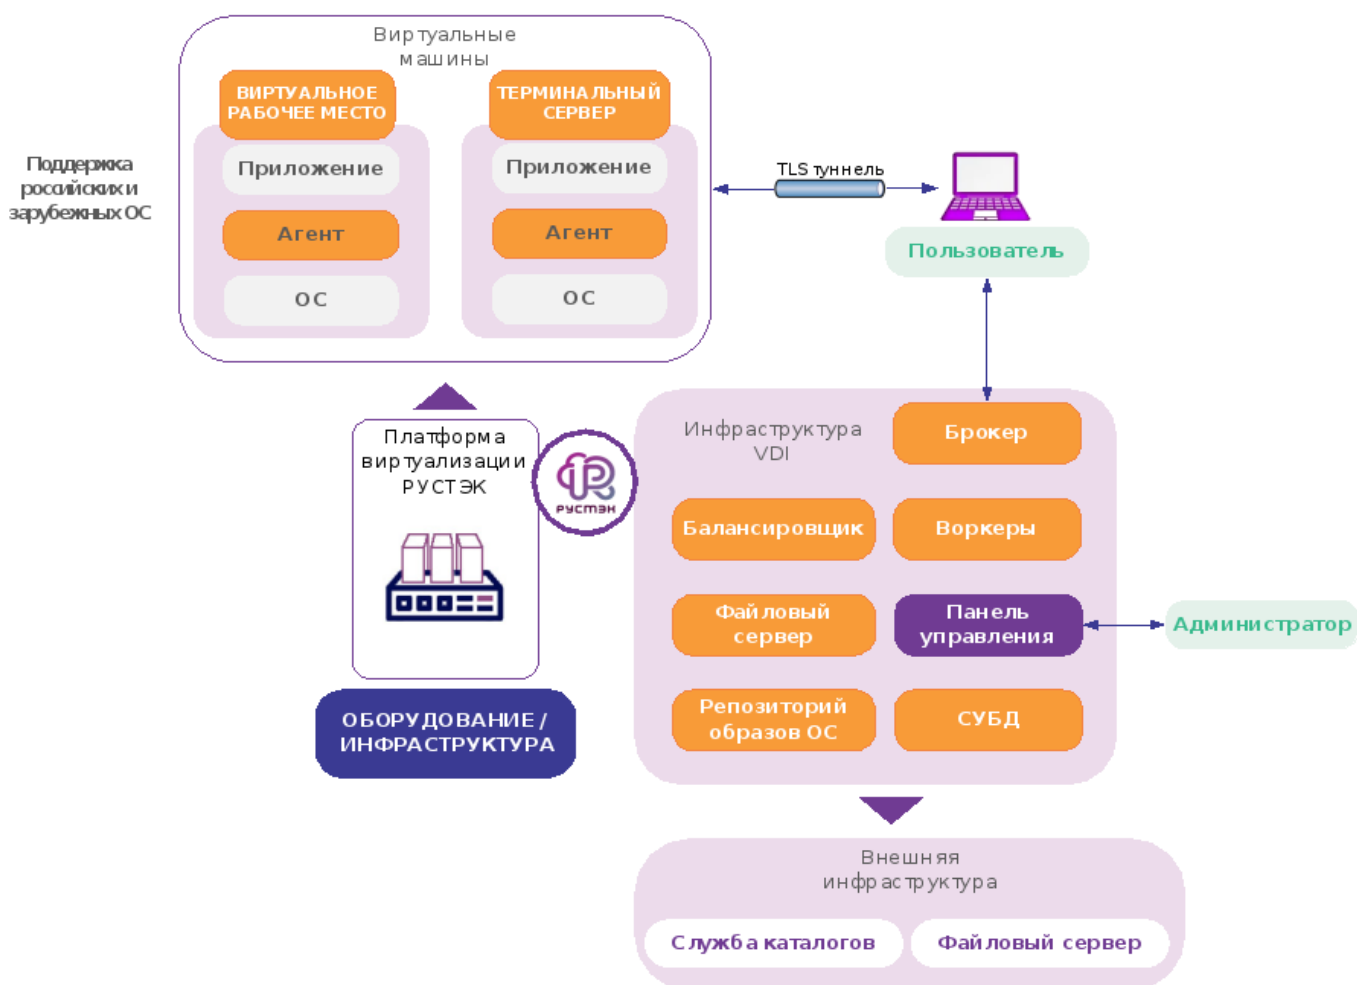 Виртуальные
машины
ВИРТУАЛЬНОЕ
РАБОЧЕЕ МЕСТО
Приложение
Агент
ОС
ТЕРМИНАЛЬНЫЙ
СЕРВЕР
Приложение
Агент
ОС
Поддержка
российских и
зарубежных ОС
TLS туннель
Пользователь
Платформа
виртуализации
РУСТЭК
РУСТЭК
ОБОРУДОВАНИЕ /
ИНФРАСТРУКТУРА
Инфраструктура
VDI
Брокер
Балансировщик
Воркеры
Файловый
сервер
Панель
управления
Администратор
Репозиторий
образов ОС
СУБД
Внешняя
инфраструктура
Служба каталогов
Файловый сервер